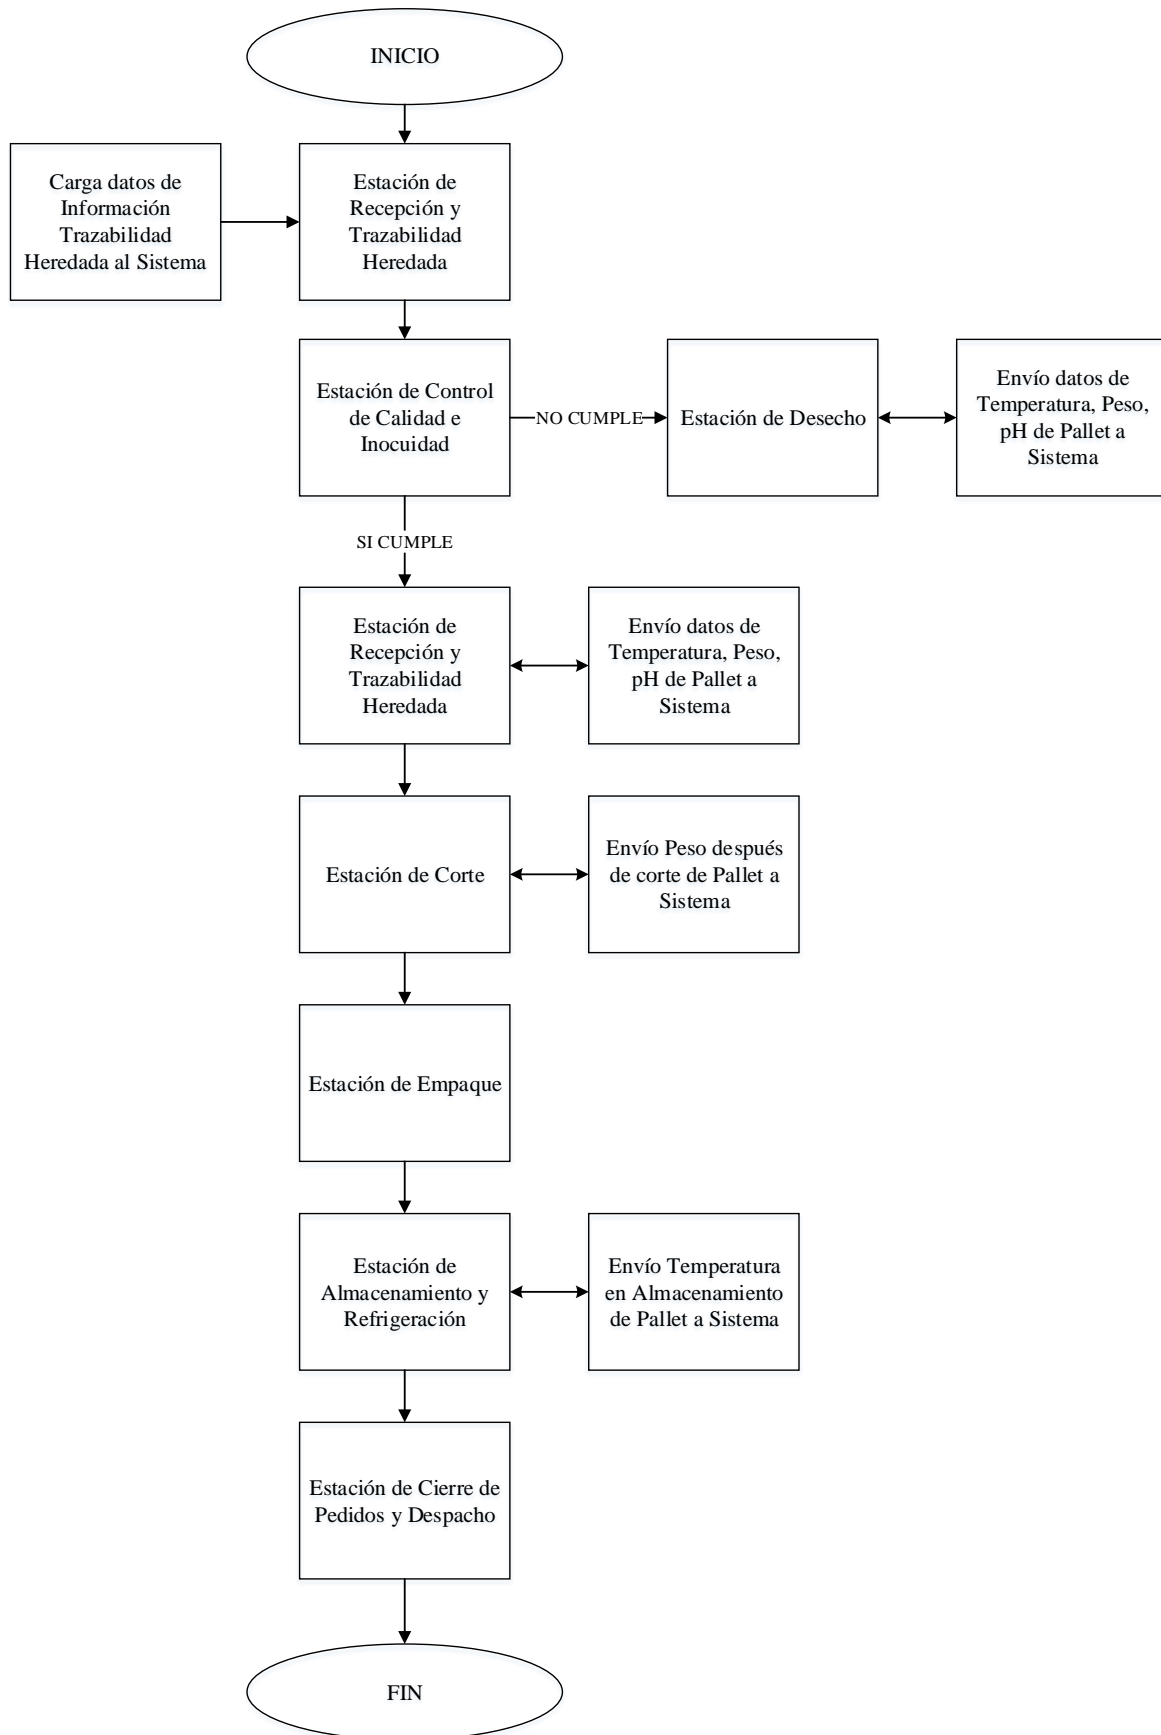 INICIO
Carga datos de
Información
Trazabilidad
Heredada al Sistema
Estación de
Recepción y
Trazabilidad
Heredada
Estación de Control
de Calidad e
Inocuidad
NO CUMPLE
Estación de Desecho
Envío datos de
Temperatura, Peso,
pH de Pallet a
Sistema
SI CUMPLE
Estación de
Recepción y
Trazabilidad
Heredada
Envío datos de
Temperatura, Peso,
pH de Pallet a
Sistema
Estación de Corte
Envío Peso después
de corte de Pallet a
Sistema
Estación de Empaque
Estación de
Almacenamiento y
Refrigeración
Envío Temperatura
en Almacenamiento
de Pallet a Sistema
Estación de Cierre de
Pedidos y Despacho
FIN